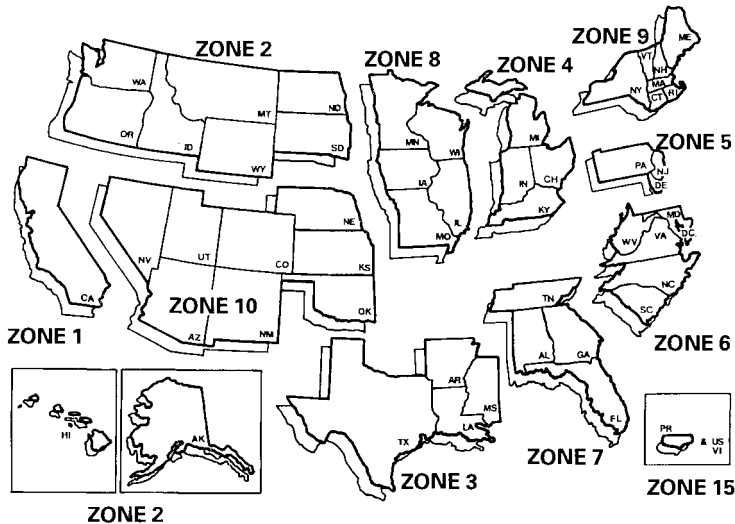 ZONE 2
ZONE 8
ZONE 4
ZONE 9
ME
VT
NH
MA
NY
CT
RI
WA
MT
ND
OR
ID
WY
SD
MN
WI
MI
ZONE 5
PA
NJ
DE
IA
IL
MO
IN
CH
KY
MD
DC
WV
VA
NC
SC
ZONE 6
NE
NV
UT
CO
KS
CA
ZONE 10
AZ
NM
OK
ZONE 1
TN
AL
GA
FL
AR
MS
LA
TX
HI
AK
PR
& US
VI
ZONE 7
ZONE 3
ZONE 15
ZONE 2